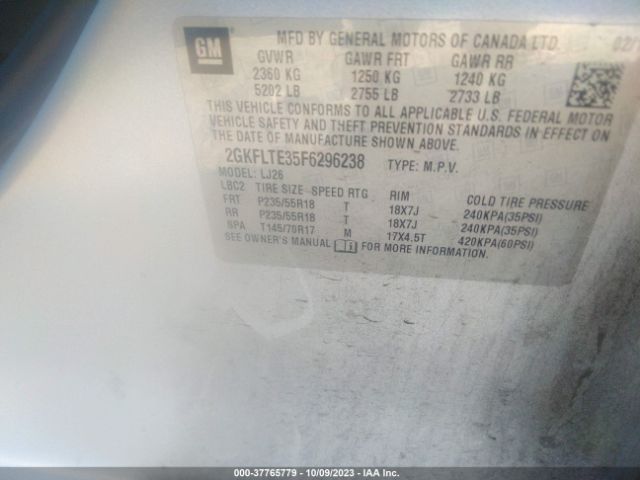 GM
MFD BY GENERAL MOTORS OF CANADA LTD.
GVWR GAWR FRT GAWR RR
2360 KG 1250 KG 1240 KG
5202 LB 2755 LB 2733 LB
THIS VEHICLE CONFORMS TO ALL APPLICABLE U.S. FEDERAL MOTOR
VEHICLE SAFETY AND THEFT PREVENTION STANDARDS IN EFFECT ON
THE DATE OF MANUFACTURE SHOWN ABOVE.
2GKFLTE35F6296238 TYPE: M.P.V.
MODEL: LJ26
LBC2 TIRE SIZE SPEED RTG RIM COLD TIRE PRESSURE
FRT P235/55R18 T 18X7J 240KPA(35PSI)
RR P235/55R18 T 18X7J 240KPA(35PSI)
SPA T145/70R17 M 17X4.5T 420KPA(60PSI)
SEE OWNER'S MANUAL FOR MORE INFORMATION.
000-37765779 - 10/09/2023 - IAA Inc.